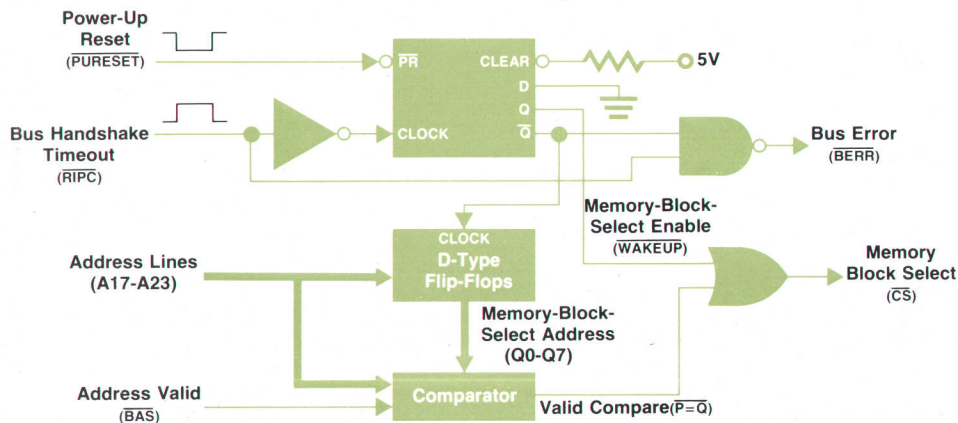 Power-Up
Reset
(PURESET)
PR
CLEAR
5V
D
Q
Q
CLOCK
Bus Handshake
Timeout
(RIPC)
Bus Error
(BERR)
Memory-Block-
Select Enable
(WAKEUP)
CLOCK
D-Type
Flip-Flops
Address Lines
(A17-A23)
Memory
Block Select
(CS)
Memory-Block-
Select Address
(Q0-Q7)
Address Valid
(BAS)
Comparator
Valid Compare(P=Q)